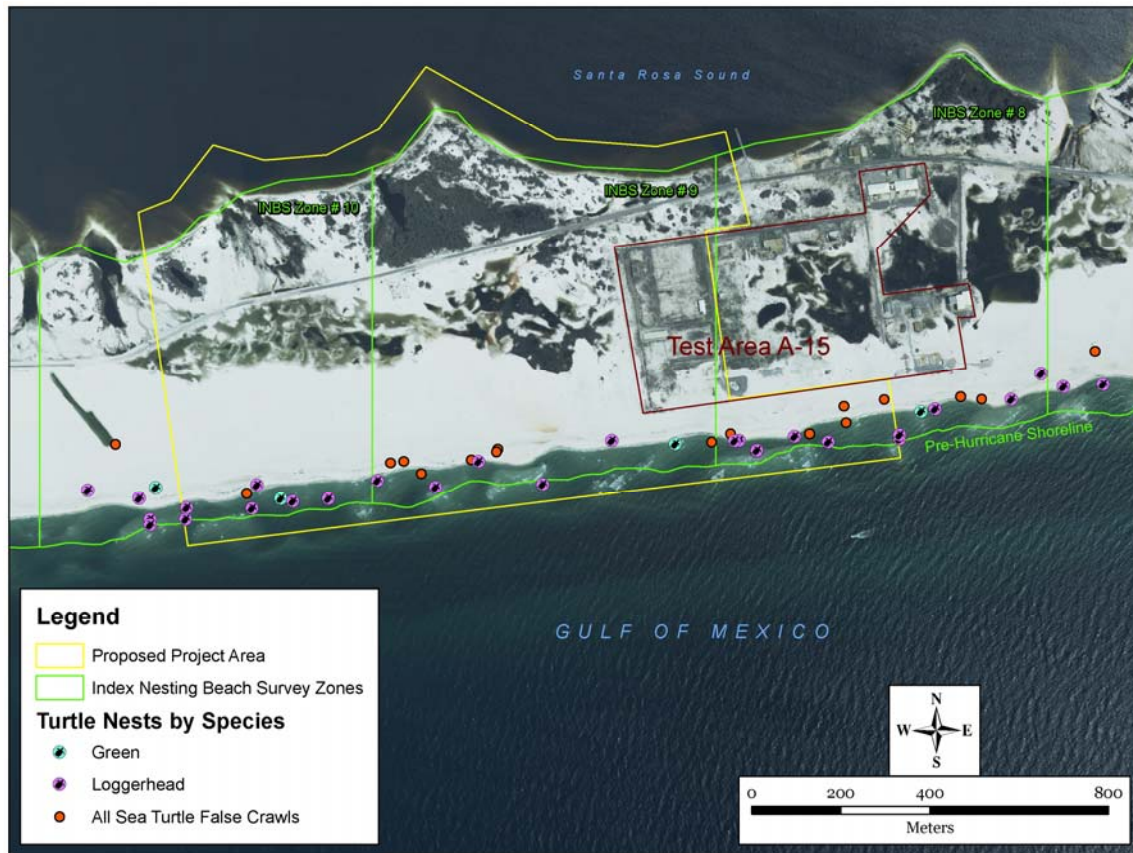 Santa Rosa Sound
INBS Zone # 8
INBS Zone # 9
INBS Zone # 10
Test Area A-15
Pre-Hurricane Shoreline
GULF OF MEXICO
Legend
Proposed Project Area
Index Nesting Beach Survey Zones
Turtle Nests by Species
Green
Loggerhead
All Sea Turtle False Crawls
N
W E
S
0 200 400 800
Meters